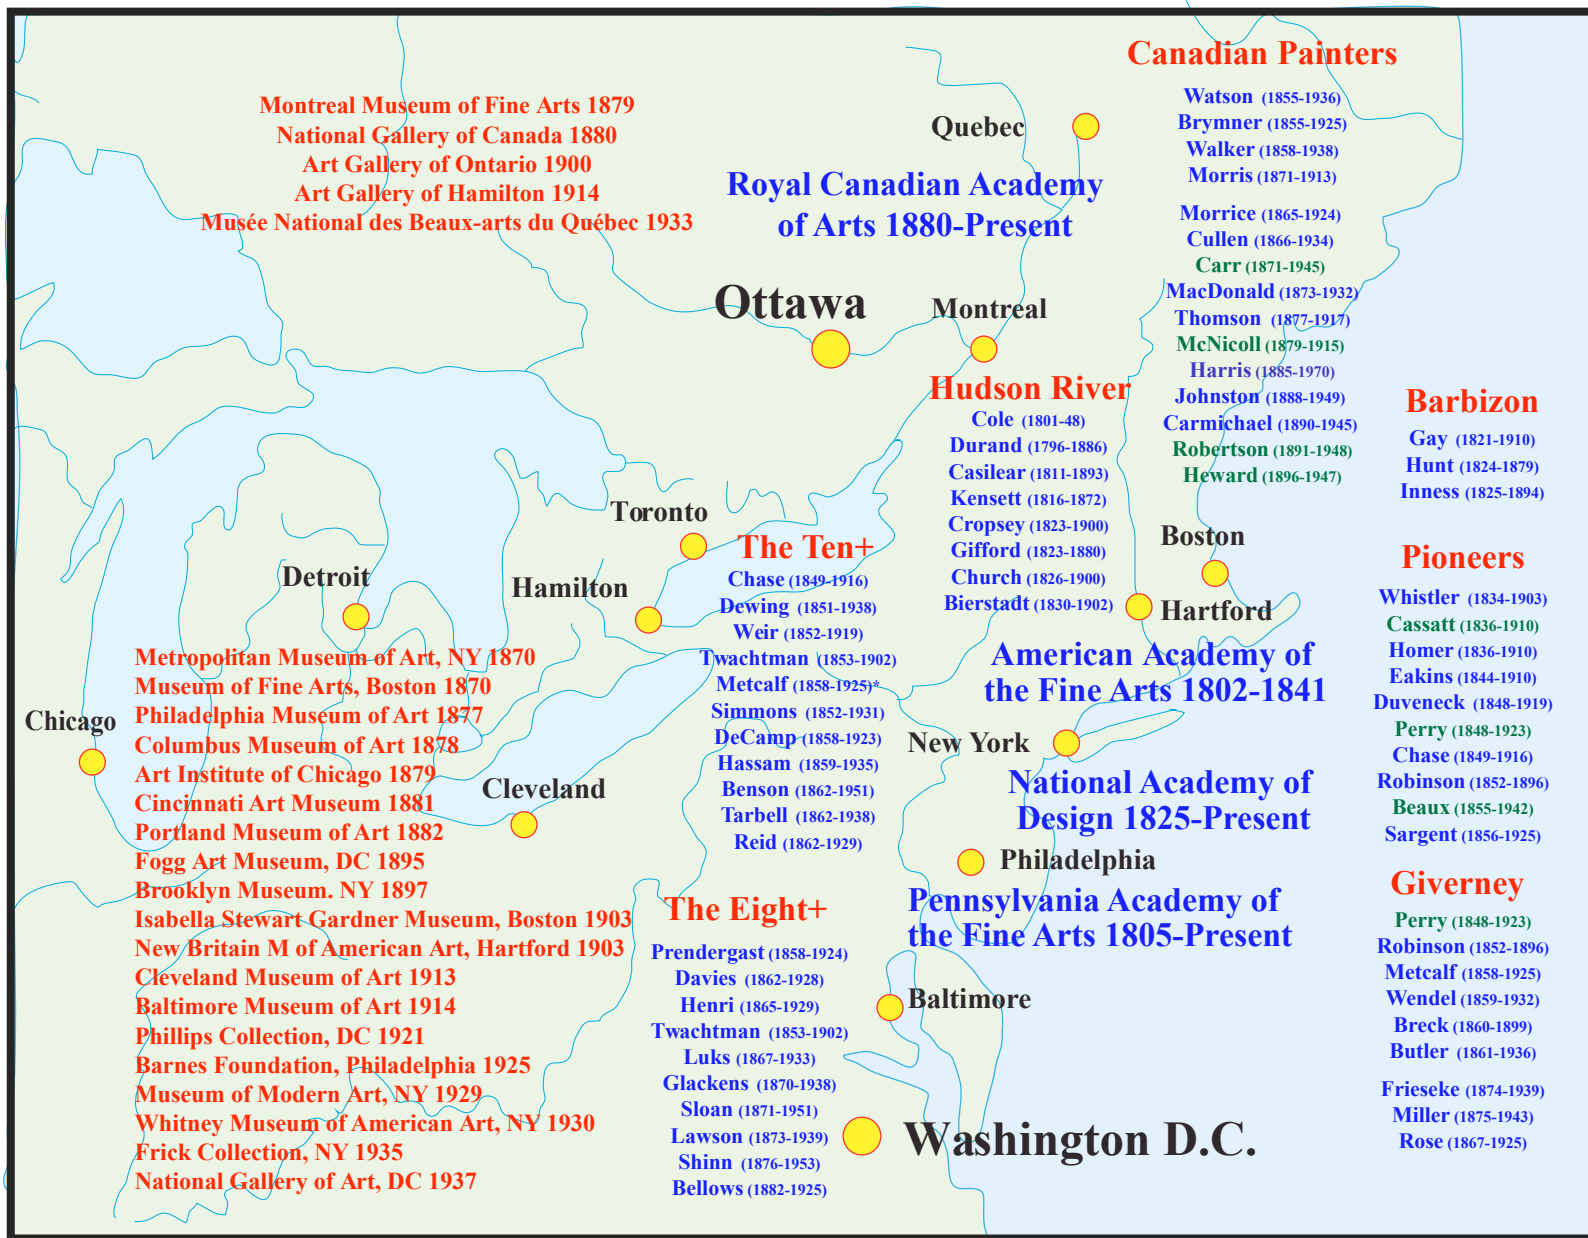 Canadian Painters
Watson (1855-1936)
Brymner (1855-1925)
Walker (1858-1938)
Morris (1871-1913)
Morrice (1865-1924)
Cullen (1866-1934)
Carr (1871-1945)
MacDonald (1873-1932)
Thomson (1877-1917)
McNicoll (1879-1915)
Harris (1885-1970)
Johnston (1888-1949)
Carmichael (1890-1945)
Robertson (1891-1948)
Heward (1896-1947)
Montreal Museum of Fine Arts 1879
National Gallery of Canada 1880
Art Gallery of Ontario 1900
Art Gallery of Hamilton 1914
Musée National des Beaux-arts du Québec 1933
Quebec
Royal Canadian Academy
of Arts 1880-Present
Ottawa
Montreal
Hudson River
Cole (1801-48)
Durand (1796-1886)
Casilear (1811-1893)
Kensett (1816-1872)
Cropsey (1823-1900)
Gifford (1823-1880)
Church (1826-1900)
Bierstadt (1830-1902)
Barbizon
Gay (1821-1910)
Hunt (1824-1879)
Inness (1825-1894)
Toronto
Boston
Detroit
Hamilton
Hartford
The Ten+
Chase (1849-1916)
Dewing (1851-1938)
Weir (1852-1919)
Twachtman (1853-1902)
Metcalf (1858-1925)*
Simmons (1852-1931)
DeCamp (1858-1923)
Hassam (1859-1935)
Benson (1862-1951)
Tarbell (1862-1938)
Reid (1862-1929)
Pioneers
Whistler (1834-1903)
Cassatt (1836-1910)
Homer (1836-1910)
Eakins (1844-1910)
Duveneck (1848-1919)
Perry (1848-1923)
Chase (1849-1916)
Robinson (1852-1896)
Beaux (1855-1942)
Sargent (1856-1925)
American Academy of
the Fine Arts 1802-1841
Chicago
Metropolitan Museum of Art, NY 1870
Museum of Fine Arts, Boston 1870
Philadelphia Museum of Art 1877
Columbus Museum of Art 1878
Art Institute of Chicago 1879
Cincinnati Art Museum 1881
Portland Museum of Art 1882
Fogg Art Museum, DC 1895
Brooklyn Museum. NY 1897
Isabella Stewart Gardner Museum, Boston 1903
New Britain M of American Art, Hartford 1903
Cleveland Museum of Art 1913
Baltimore Museum of Art 1914
Phillips Collection, DC 1921
Barnes Foundation, Philadelphia 1925
Museum of Modern Art, NY 1929
Whitney Museum of American Art, NY 1930
Frick Collection, NY 1935
National Gallery of Art, DC 1937
Cleveland
New York
National Academy of
Design 1825-Present
Philadelphia
Pennsylvania Academy of
the Fine Arts 1805-Present
The Eight+
Prendergast (1858-1924)
Davies (1862-1928)
Henri (1865-1929)
Twachtman (1853-1902)
Luks (1867-1933)
Glackens (1870-1938)
Sloan (1871-1951)
Lawson (1873-1939)
Shinn (1876-1953)
Bellows (1882-1925)
Baltimore
Washington D.C.
Giverney
Perry (1848-1923)
Robinson (1852-1896)
Metcalf (1858-1925)
Wendel (1859-1932)
Breck (1860-1899)
Butler (1861-1936)
Frieseke (1874-1939)
Miller (1875-1943)
Rose (1867-1925)